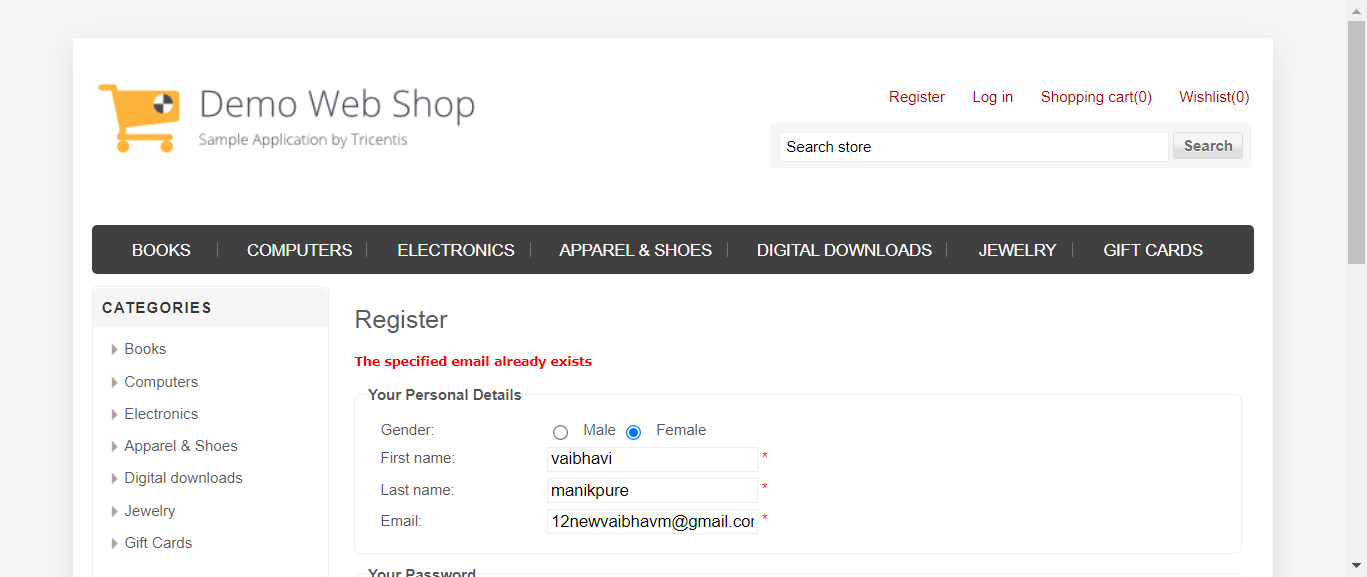 Demo Web Shop
Sample Application by Tricentis
Register Log in Shopping cart(0) Wishlist(0)
Search store Search
BOOKS COMPUTERS ELECTRONICS APPAREL & SHOES DIGITAL DOWNLOADS JEWELRY GIFT CARDS
CATEGORIES
Books
Computers
Electronics
Apparel & Shoes
Digital downloads
Jewelry
Gift Cards
Register
The specified email already exists
Your Personal Details
Gender: Male Female
First name: vaibhavi *
Last name: manikpure *
Email: 12newvaibhavm@gmail.com *
Your Password